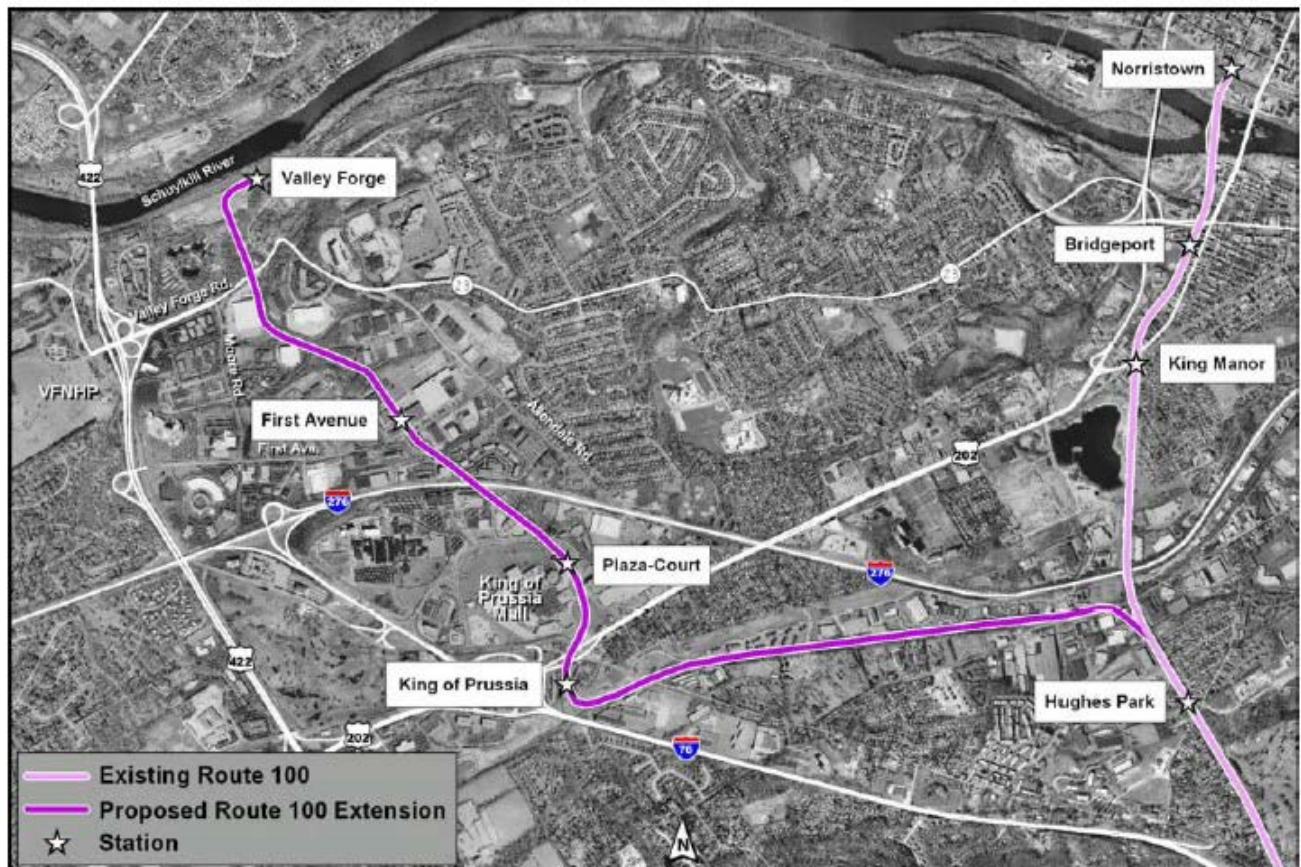 Norristown
Schuylkill River
422
Valley Forge
Bridgeport
23
23
Valley Forge Rd.
King Manor
VFNHP
Moore Rd
First Avenue
Allendale Rd.
First Ave.
202
276
Plaza-Court
276
King of
Prussia
Mall
422
King of Prussia
Hughes Park
202
76
Existing Route 100
Proposed Route 100 Extension
Station
N